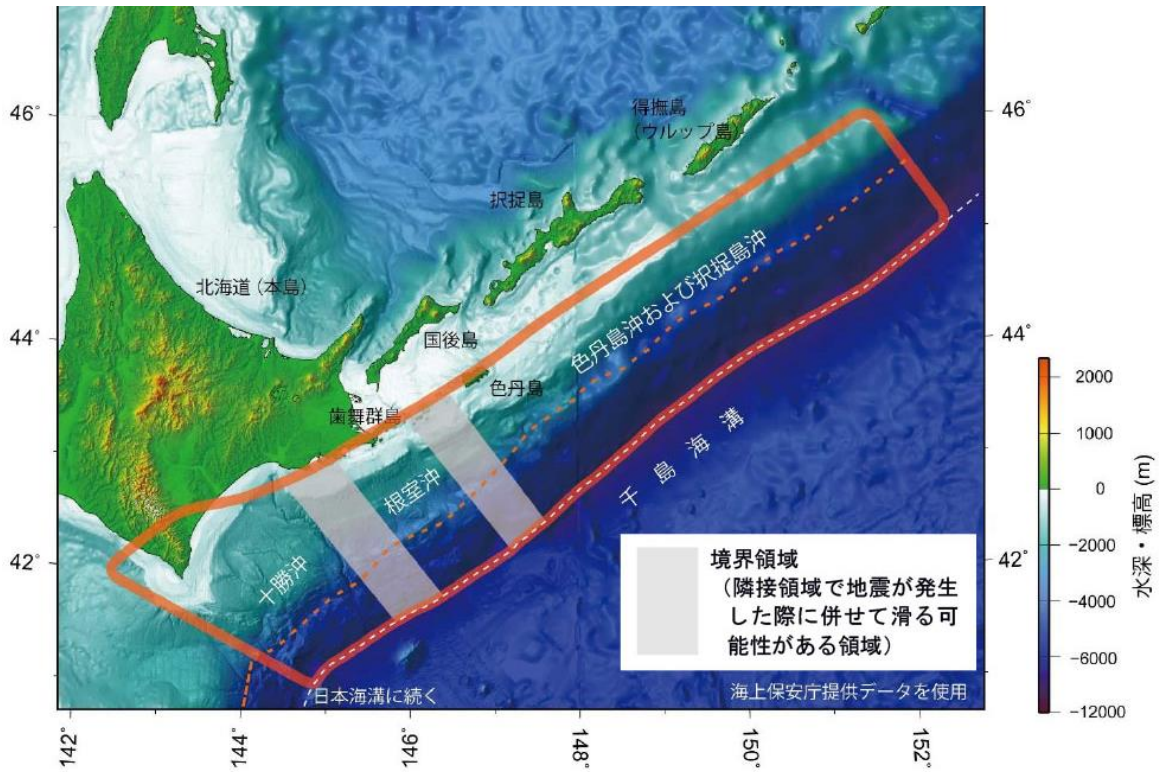 46°
44°
42°
142°
144°
146°
148°
150°
152°
46°
44°
42°
得撫島
(ウルップ島)
択捉島
北海道 (本島)
国後島
色丹島
歯舞群島
色丹島沖および択捉島沖
根室沖
十勝沖
千島海溝
日本海溝に続く
境界領域
(隣接領域で地震が発生
した際に併せて滑る可
能性がある領域)
海上保安庁提供データを使用
2000
1000
0
−2000
−4000
−6000
−12000
水深・標高 (m)